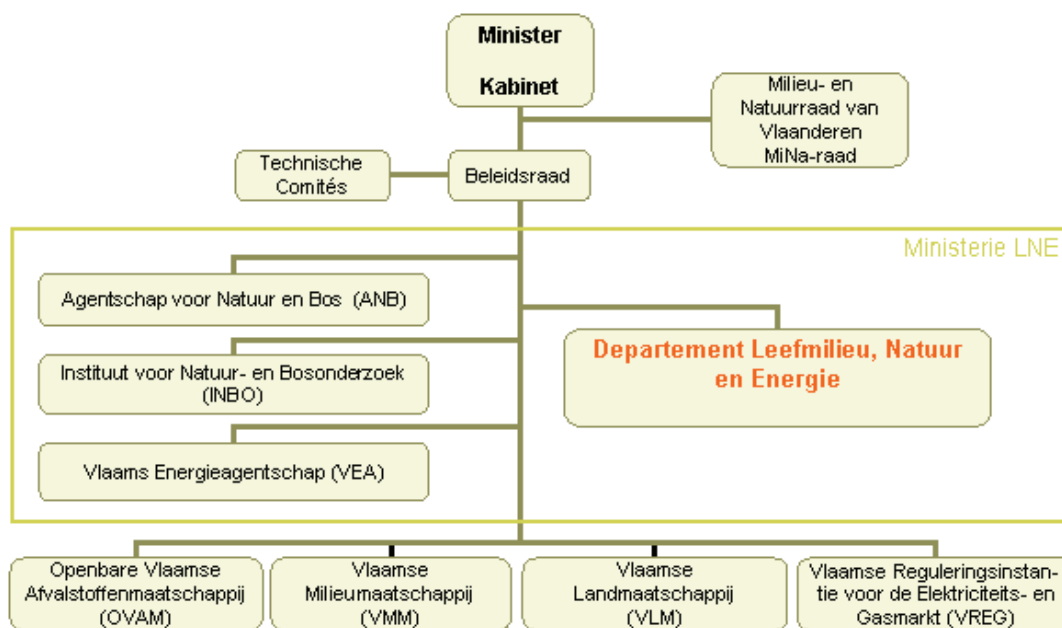 Minister
Kabinet
Milieu- en
Natuurraad van
Vlaanderen
MiNa-raad
Technische
Comités
Beleidsraad
Ministerie LNE
Agentschap voor Natuur en Bos (ANB)
Departement Leefmilieu, Natuur
en Energie
Instituut voor Natuur- en Bosonderzoek
(INBO)
Vlaams Energieagentschap (VEA)
Openbare Vlaamse
Afvalstoffenmaatschappij
(OVAM)
Vlaamse
Milieumaatschappij
(VMM)
Vlaamse
Landmaatschappij
(VLM)
Vlaamse Reguleringsinstan-
tie voor de Elektriciteits- en
Gasmarkt (VREG)